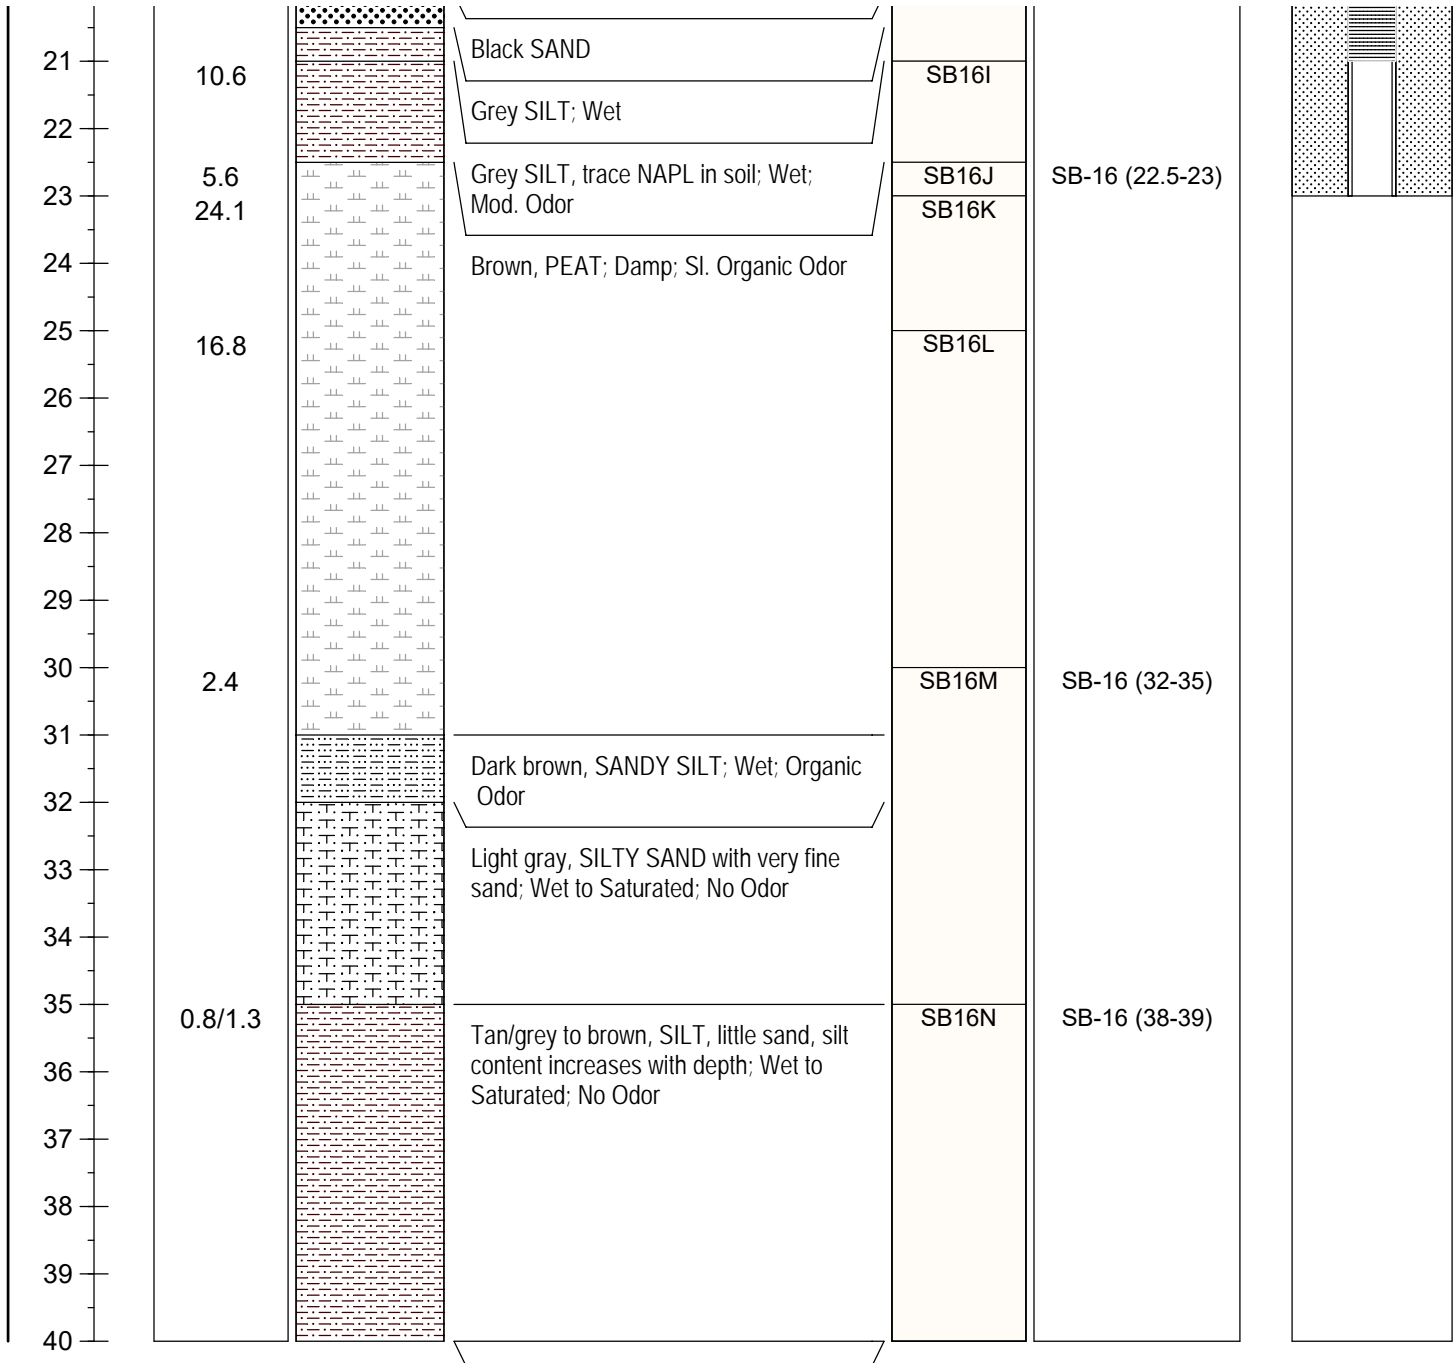 Black SAND
21
10.6
SB16I
Grey SILT; Wet
22
Grey SILT, trace NAPL in soil; Wet;
Mod. Odor
5.6
SB16J
SB-16 (22.5-23)
23
24.1
SB16K
24
Brown, PEAT; Damp; Sl. Organic Odor
25
16.8
SB16L
26
27
28
29
30
2.4
SB16M
SB-16 (32-35)
31
Dark brown, SANDY SILT; Wet; Organic
Odor
32
Light gray, SILTY SAND with very fine
sand; Wet to Saturated; No Odor
33
34
35
0.8/1.3
SB16N
SB-16 (38-39)
Tan/grey to brown, SILT, little sand, silt
content increases with depth; Wet to
Saturated; No Odor
36
37
38
39
40